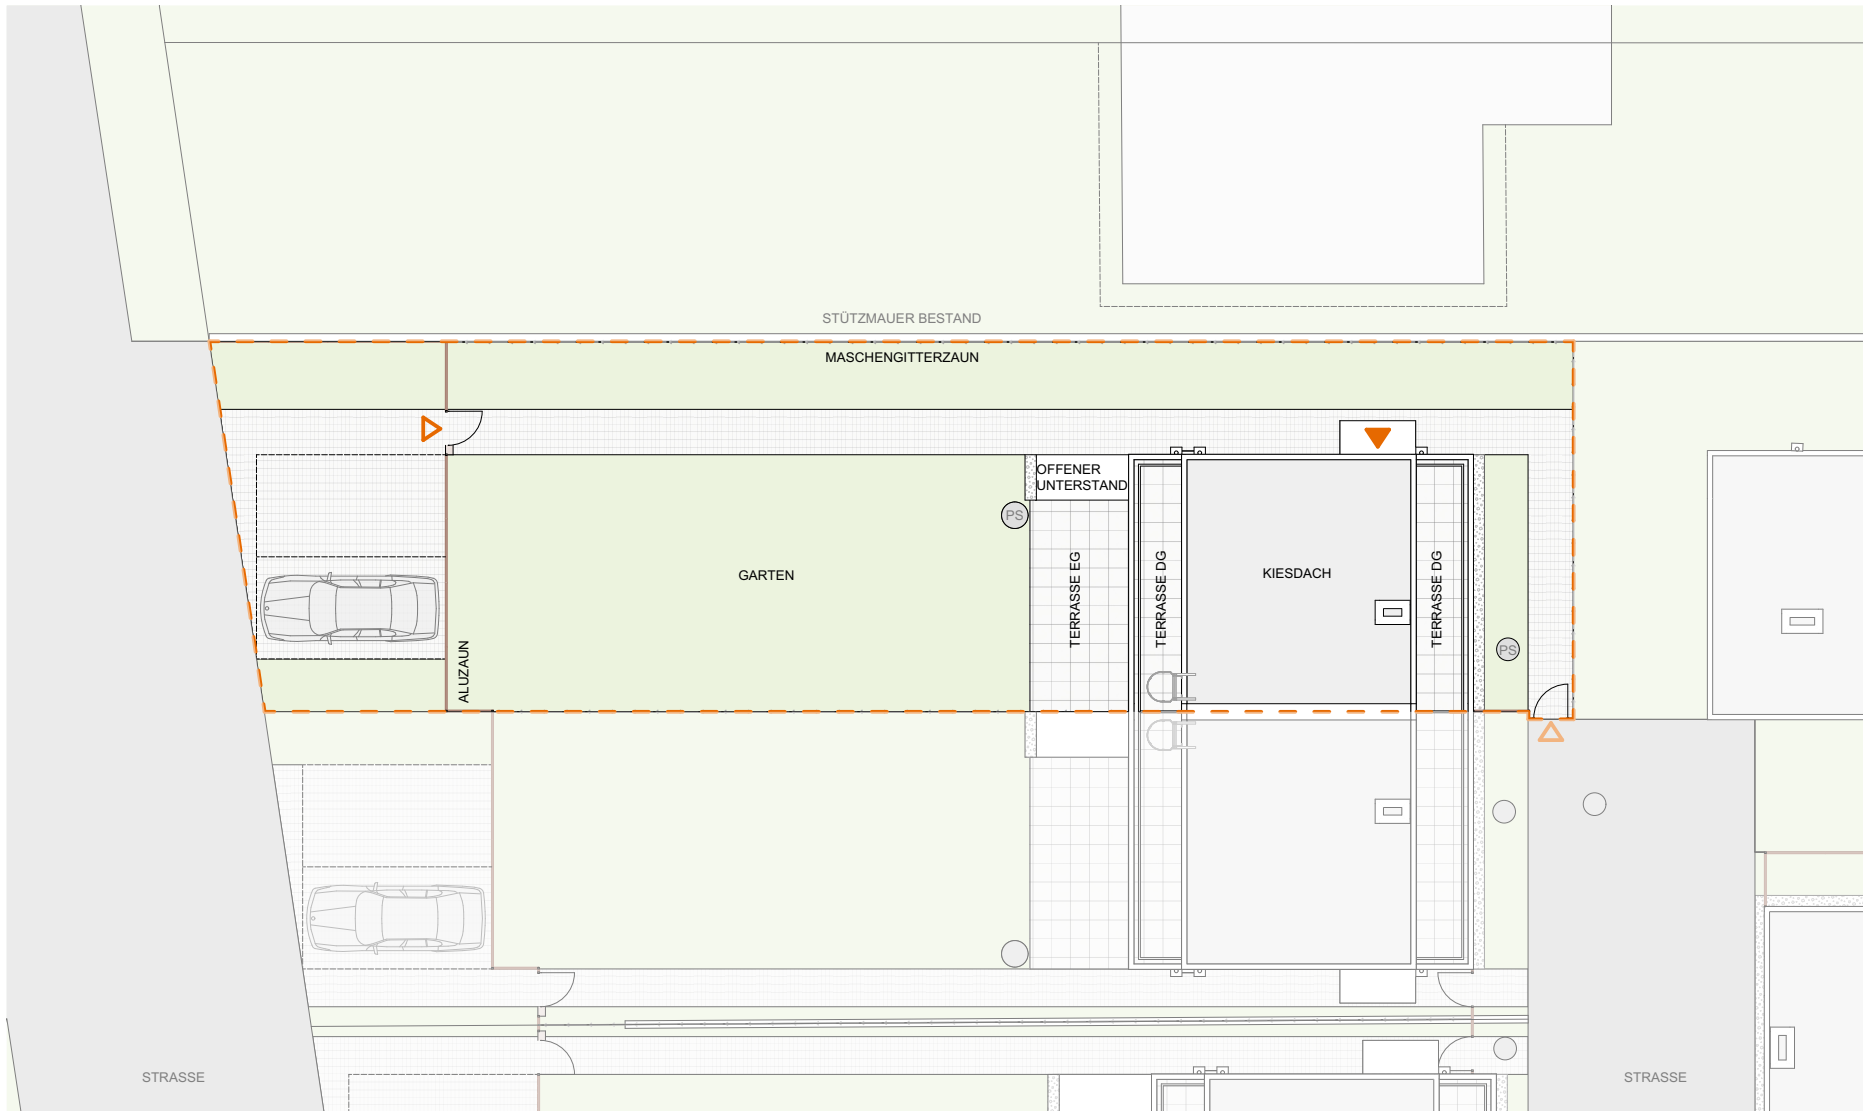 STÜTZMAUER BESTAND
MASCHENGITTERZAUN
OFFENER
UNTERSTAND
PS
TERRASSE EG
TERRASSE DG
KIESDACH
TERRASSE DG
GARTEN
PS
ALUZAUN
STRASSE
STRASSE